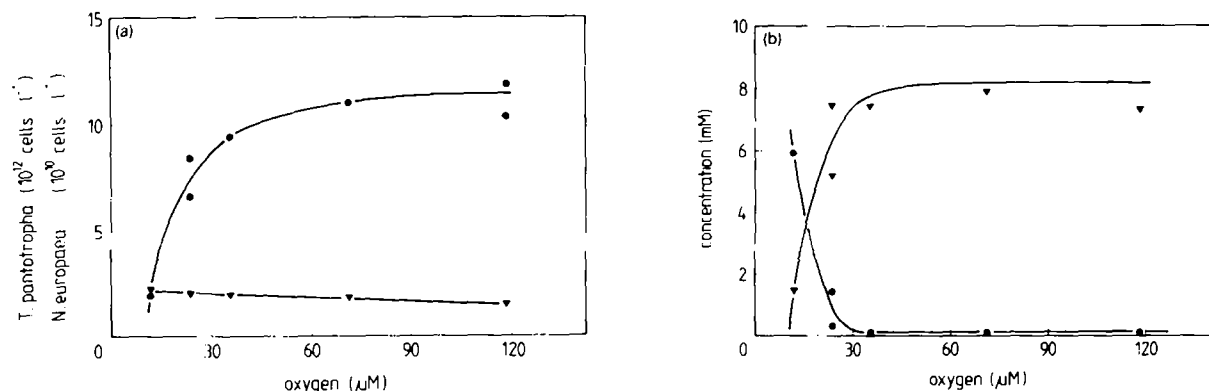 (a)
15
10
5
0
30
60
90
120
oxygen (μM)
T. pantotropha (10¹² cells l⁻¹)
N. europaea (10¹⁰ cells l⁻¹)
(b)
10
8
6
4
2
0
30
60
90
120
oxygen (μM)
concentration (mM)